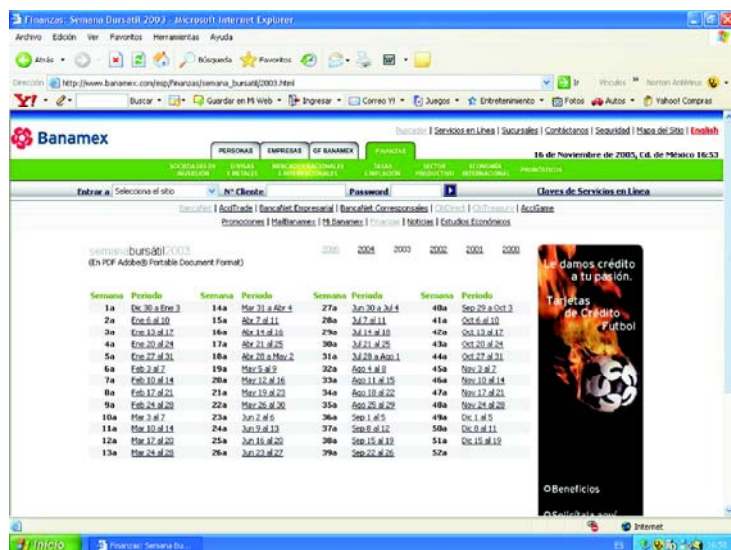 Finanzas: Semana Bursátil 2003 - Microsoft Internet Explorer
Archivo Edición Ver Favoritos Herramientas Ayuda
Atrás Búsqueda Favoritos
Dirección http://www.banamex.com/esp/finanzas/semana_bursatil/2003.html Ir Vínculos Norton AntiVirus
Y! Buscar Guardar en Mi Web Ingresar Correo Y! Juegos Entretenimiento Fotos Autos Yahoo! Compras
Banamex
Buscador | Servicios en Línea | Sucursales | Contáctanos | Seguridad | Mapa del Sitio | English
PERSONAS EMPRESAS GF BANAMEX FINANZAS
16 de Noviembre de 2005, Cd. de México 16:53
SOCIEDADES DE INVERSIÓN DIVISAS Y METALES MERCADOS NACIONALES E INTERNACIONALES TASAS E INFLACIÓN SECTOR PRODUCTIVO ECONOMÍA INTERNACIONAL PRONÓSTICOS
Entrar a Selecciona el sitio N° Cliente Password Claves de Servicios en Línea
BancaNet | AcciTrade | BancaNet Empresarial | BancaNet Corresponsales | CitiDirect | CitiTreasury | AcciGame
Promociones | MailBanamex | Mi Banamex | Finanzas | Noticias | Estudios Económicos
semanabursátil2003 2005 2004 2003 2002 2001 2000
(En PDF Adobe® Portable Document Format)
Semana Periodo Semana Periodo Semana Periodo Semana Periodo
1a Dic 30 a Ene 3 14a Mar 31 a Abr 4 27a Jun 30 a Jul 4 40a Sep 29 a Oct 3
2a Ene 6 al 10 15a Abr 7 al 11 28a Jul 7 al 11 41a Oct 6 al 10
3a Ene 13 al 17 16a Abr 14 al 16 29a Jul 14 al 18 42a Oct 13 al 17
4a Ene 20 al 24 17a Abr 21 al 25 30a Jul 21 al 25 43a Oct 20 al 24
5a Ene 27 al 31 18a Abr 28 a May 2 31a Jul 28 a Ago 1 44a Oct 27 al 31
6a Feb 3 al 7 19a May 5 al 9 32a Ago 4 al 8 45a Nov 3 al 7
7a Feb 10 al 14 20a May 12 al 16 33a Ago 11 al 15 46a Nov 10 al 14
8a Feb 17 al 21 21a May 19 al 23 34a Ago 18 al 22 47a Nov 17 al 21
9a Feb 24 al 28 22a May 26 al 30 35a Ago 25 al 29 48a Nov 24 al 28
10a Mar 3 al 7 23a Jun 2 al 6 36a Sep 1 al 5 49a Dic 1 al 5
11a Mar 10 al 14 24a Jun 9 al 13 37a Sep 8 al 12 50a Dic 8 al 11
12a Mar 17 al 20 25a Jun 16 al 20 38a Sep 15 al 19 51a Dic 15 al 19
13a Mar 24 al 28 26a Jun 23 al 27 39a Sep 22 al 26 52a
Le damos crédito
a tu pasión.
Tarjetas
de Crédito
Futbol
Beneficios
Solicítala aquí
Internet
Inicio Finanzas: Semana Bu... ES 16:58